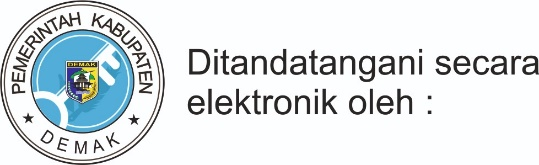 PEMERINTAH KABUPATEN
DEMAK
DEMAK
Ditandatangani secara
elektronik oleh :